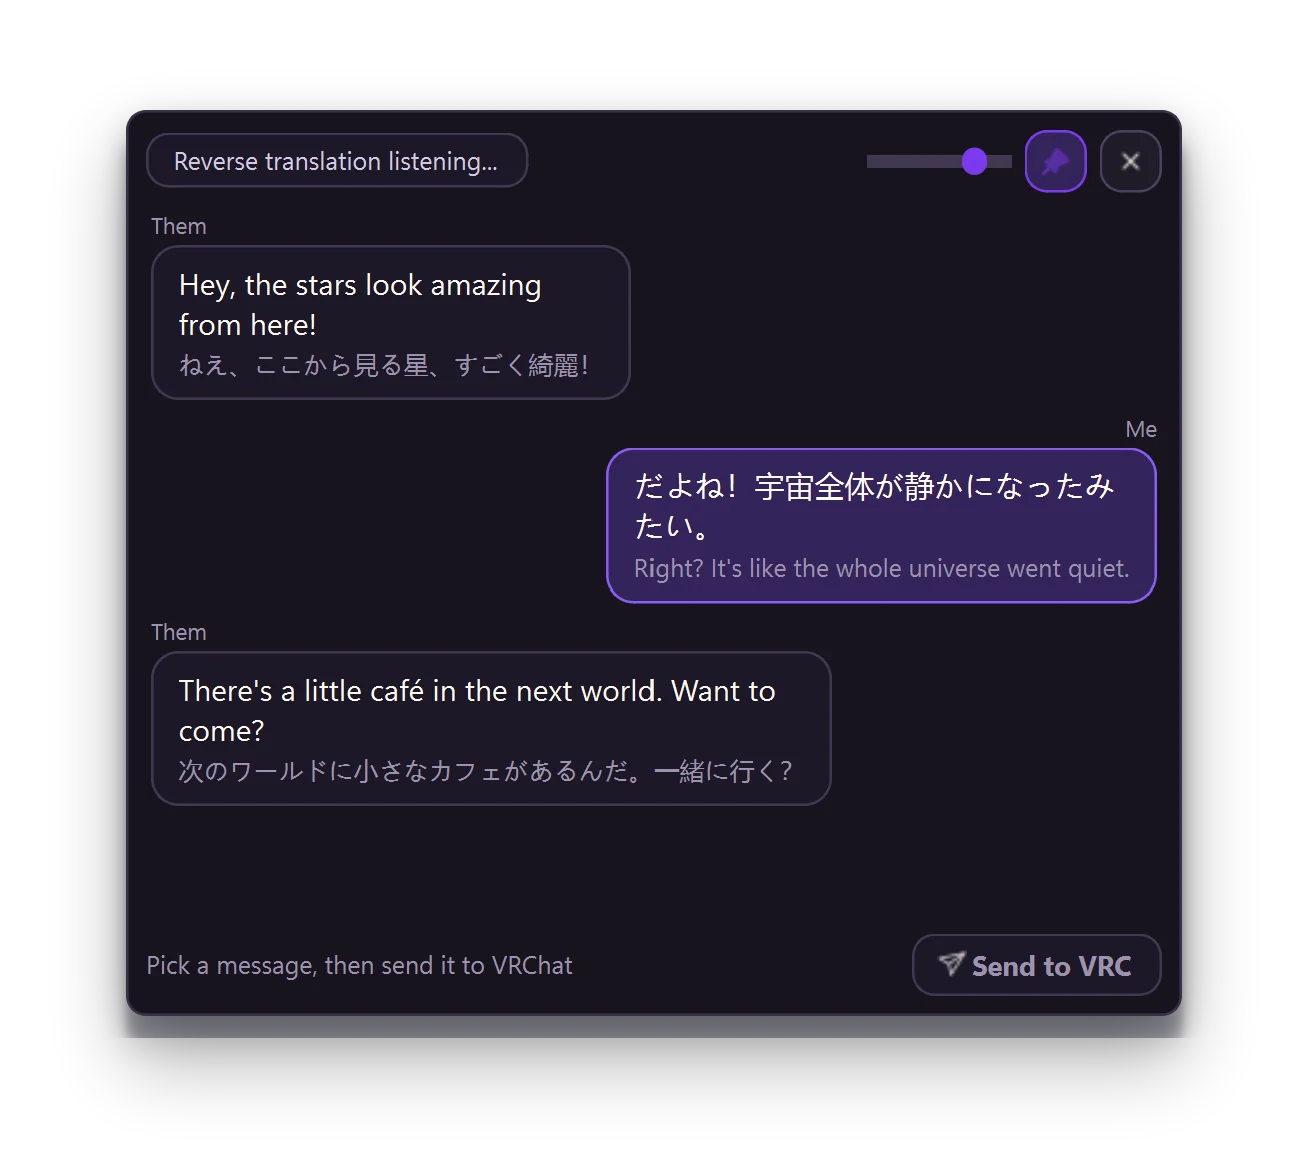 Reverse translation listening...
Them
Hey, the stars look amazing
from here!
ねえ、ここから見る星、すごく綺麗！
Me
だよね！宇宙全体が静かになったみ
たい。
Right? It's like the whole universe went quiet.
Them
There's a little café in the next world. Want to
come?
次のワールドに小さなカフェがあるんだ。一緒に行く？
Pick a message, then send it to VRChat
Send to VRC